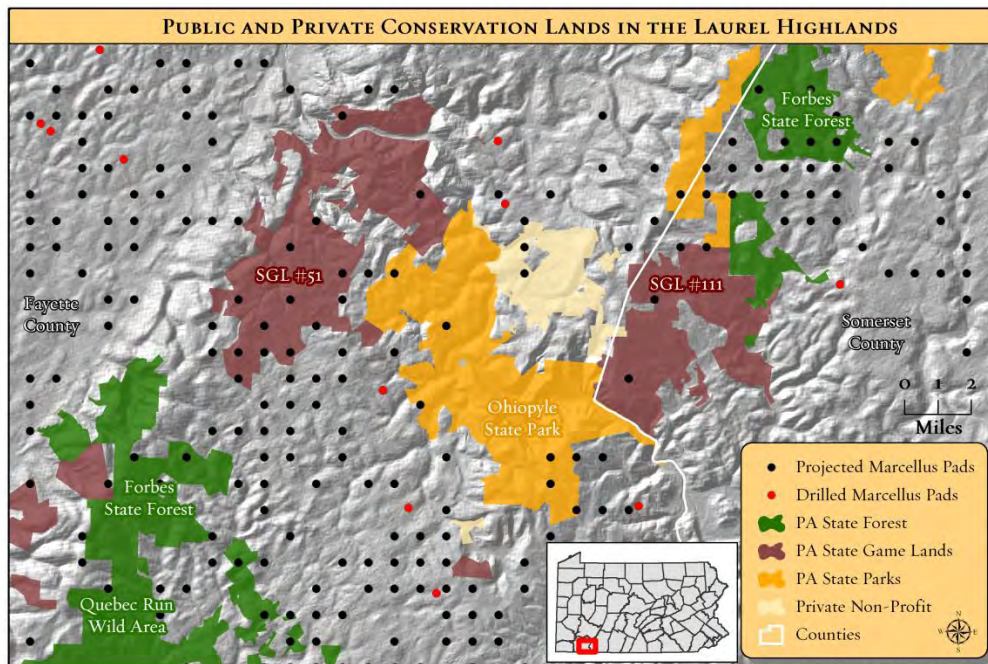 Public and Private Conservation Lands in the Laurel Highlands
Forbes
State Forest
SGL #51
SGL #111
Fayette
County
Somerset
County
0 1 2
Miles
Ohiopyle
State Park
Forbes
State Forest
Quebec Run
Wild Area
Projected Marcellus Pads
Drilled Marcellus Pads
PA State Forest
PA State Game Lands
PA State Parks
Private Non-Profit
Counties
N
W E
S